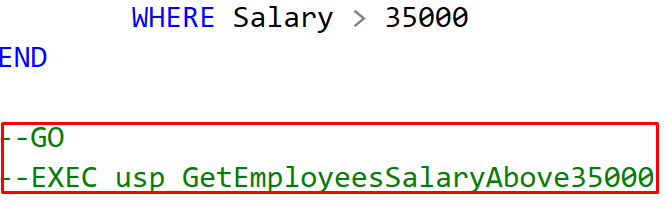 WHERE Salary > 35000
END
--GO
--EXEC usp_GetEmployeesSalaryAbove35000